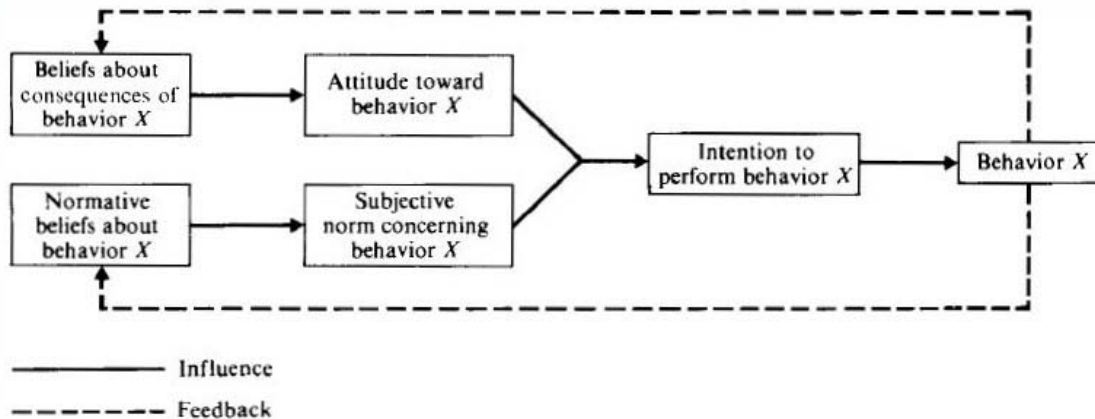 Beliefs about
consequences of
behavior X
Attitude toward
behavior X
Normative
beliefs about
behavior X
Subjective
norm concerning
behavior X
Intention to
perform behavior X
Behavior X
Influence
Feedback